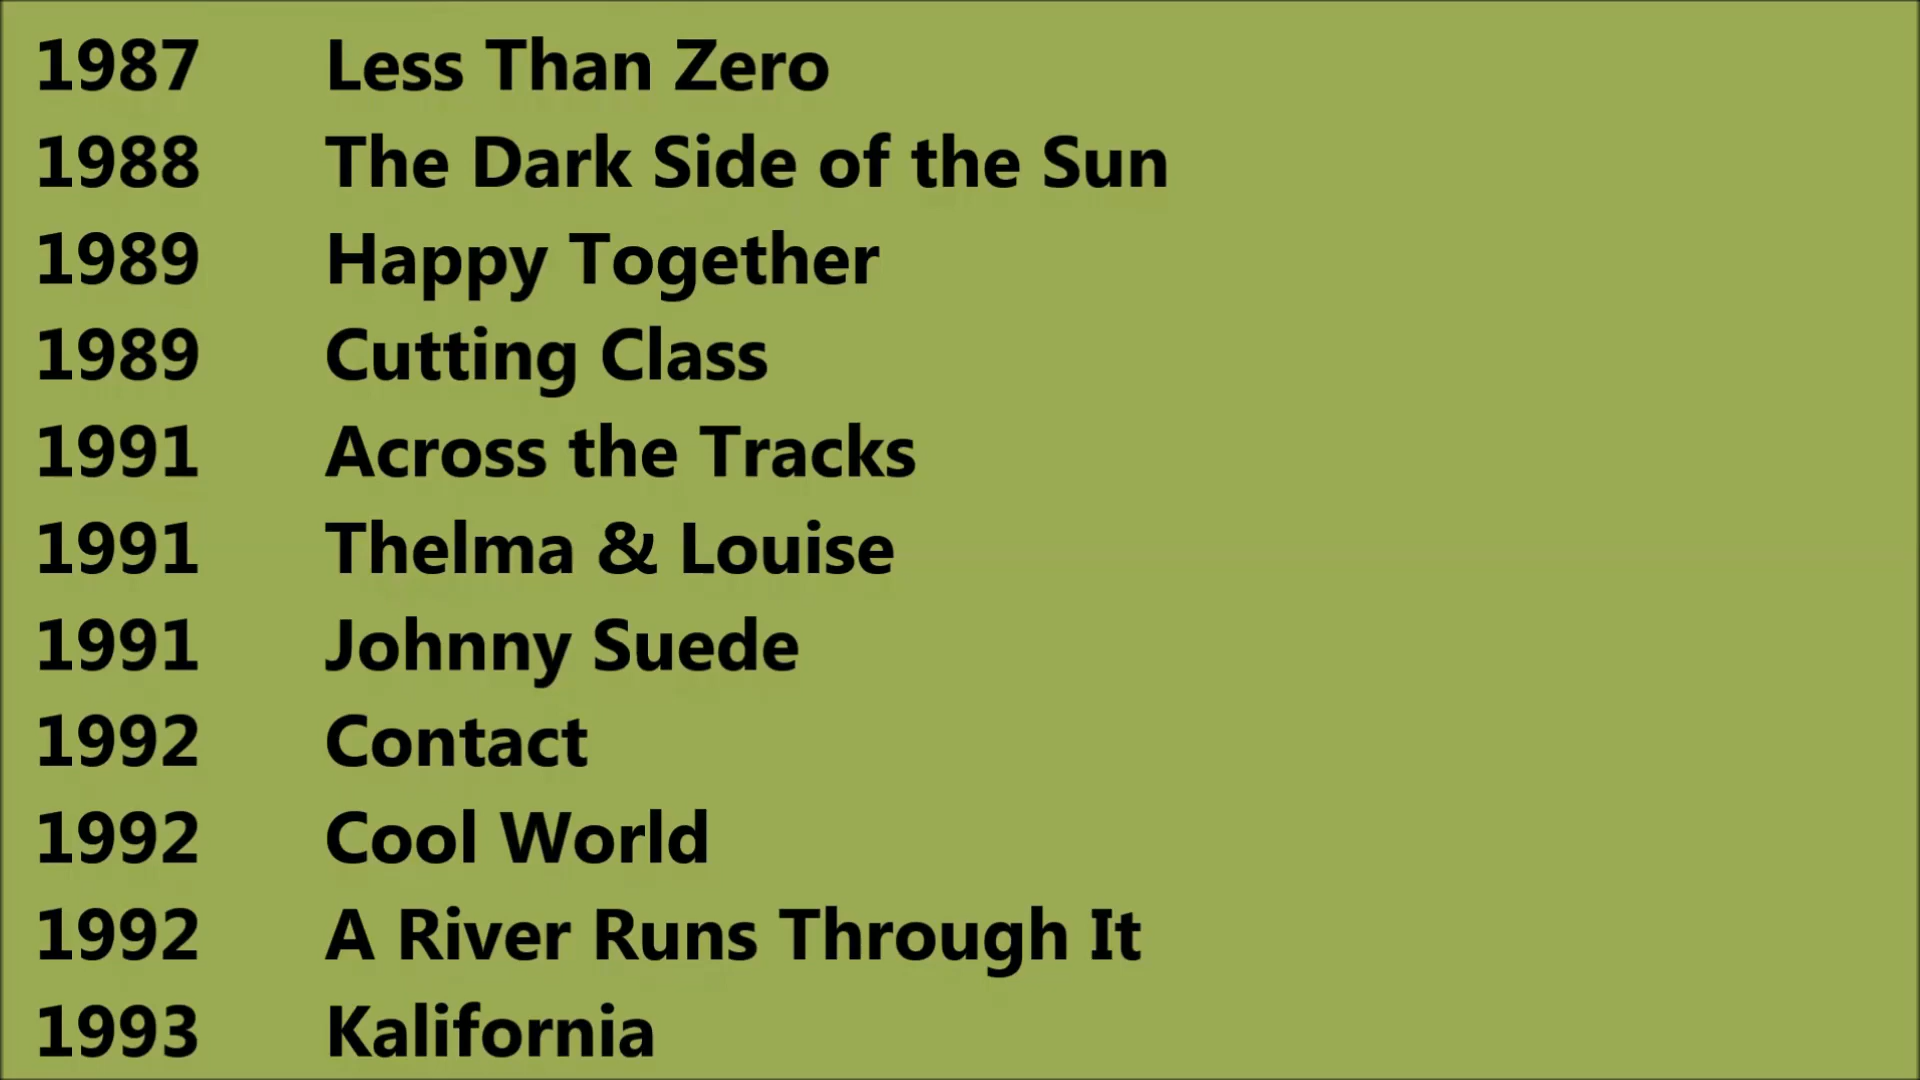 1987 Less Than Zero
1988 The Dark Side of the Sun
1989 Happy Together
1989 Cutting Class
1991 Across the Tracks
1991 Thelma & Louise
1991 Johnny Suede
1992 Contact
1992 Cool World
1992 A River Runs Through It
1993 Kalifornia